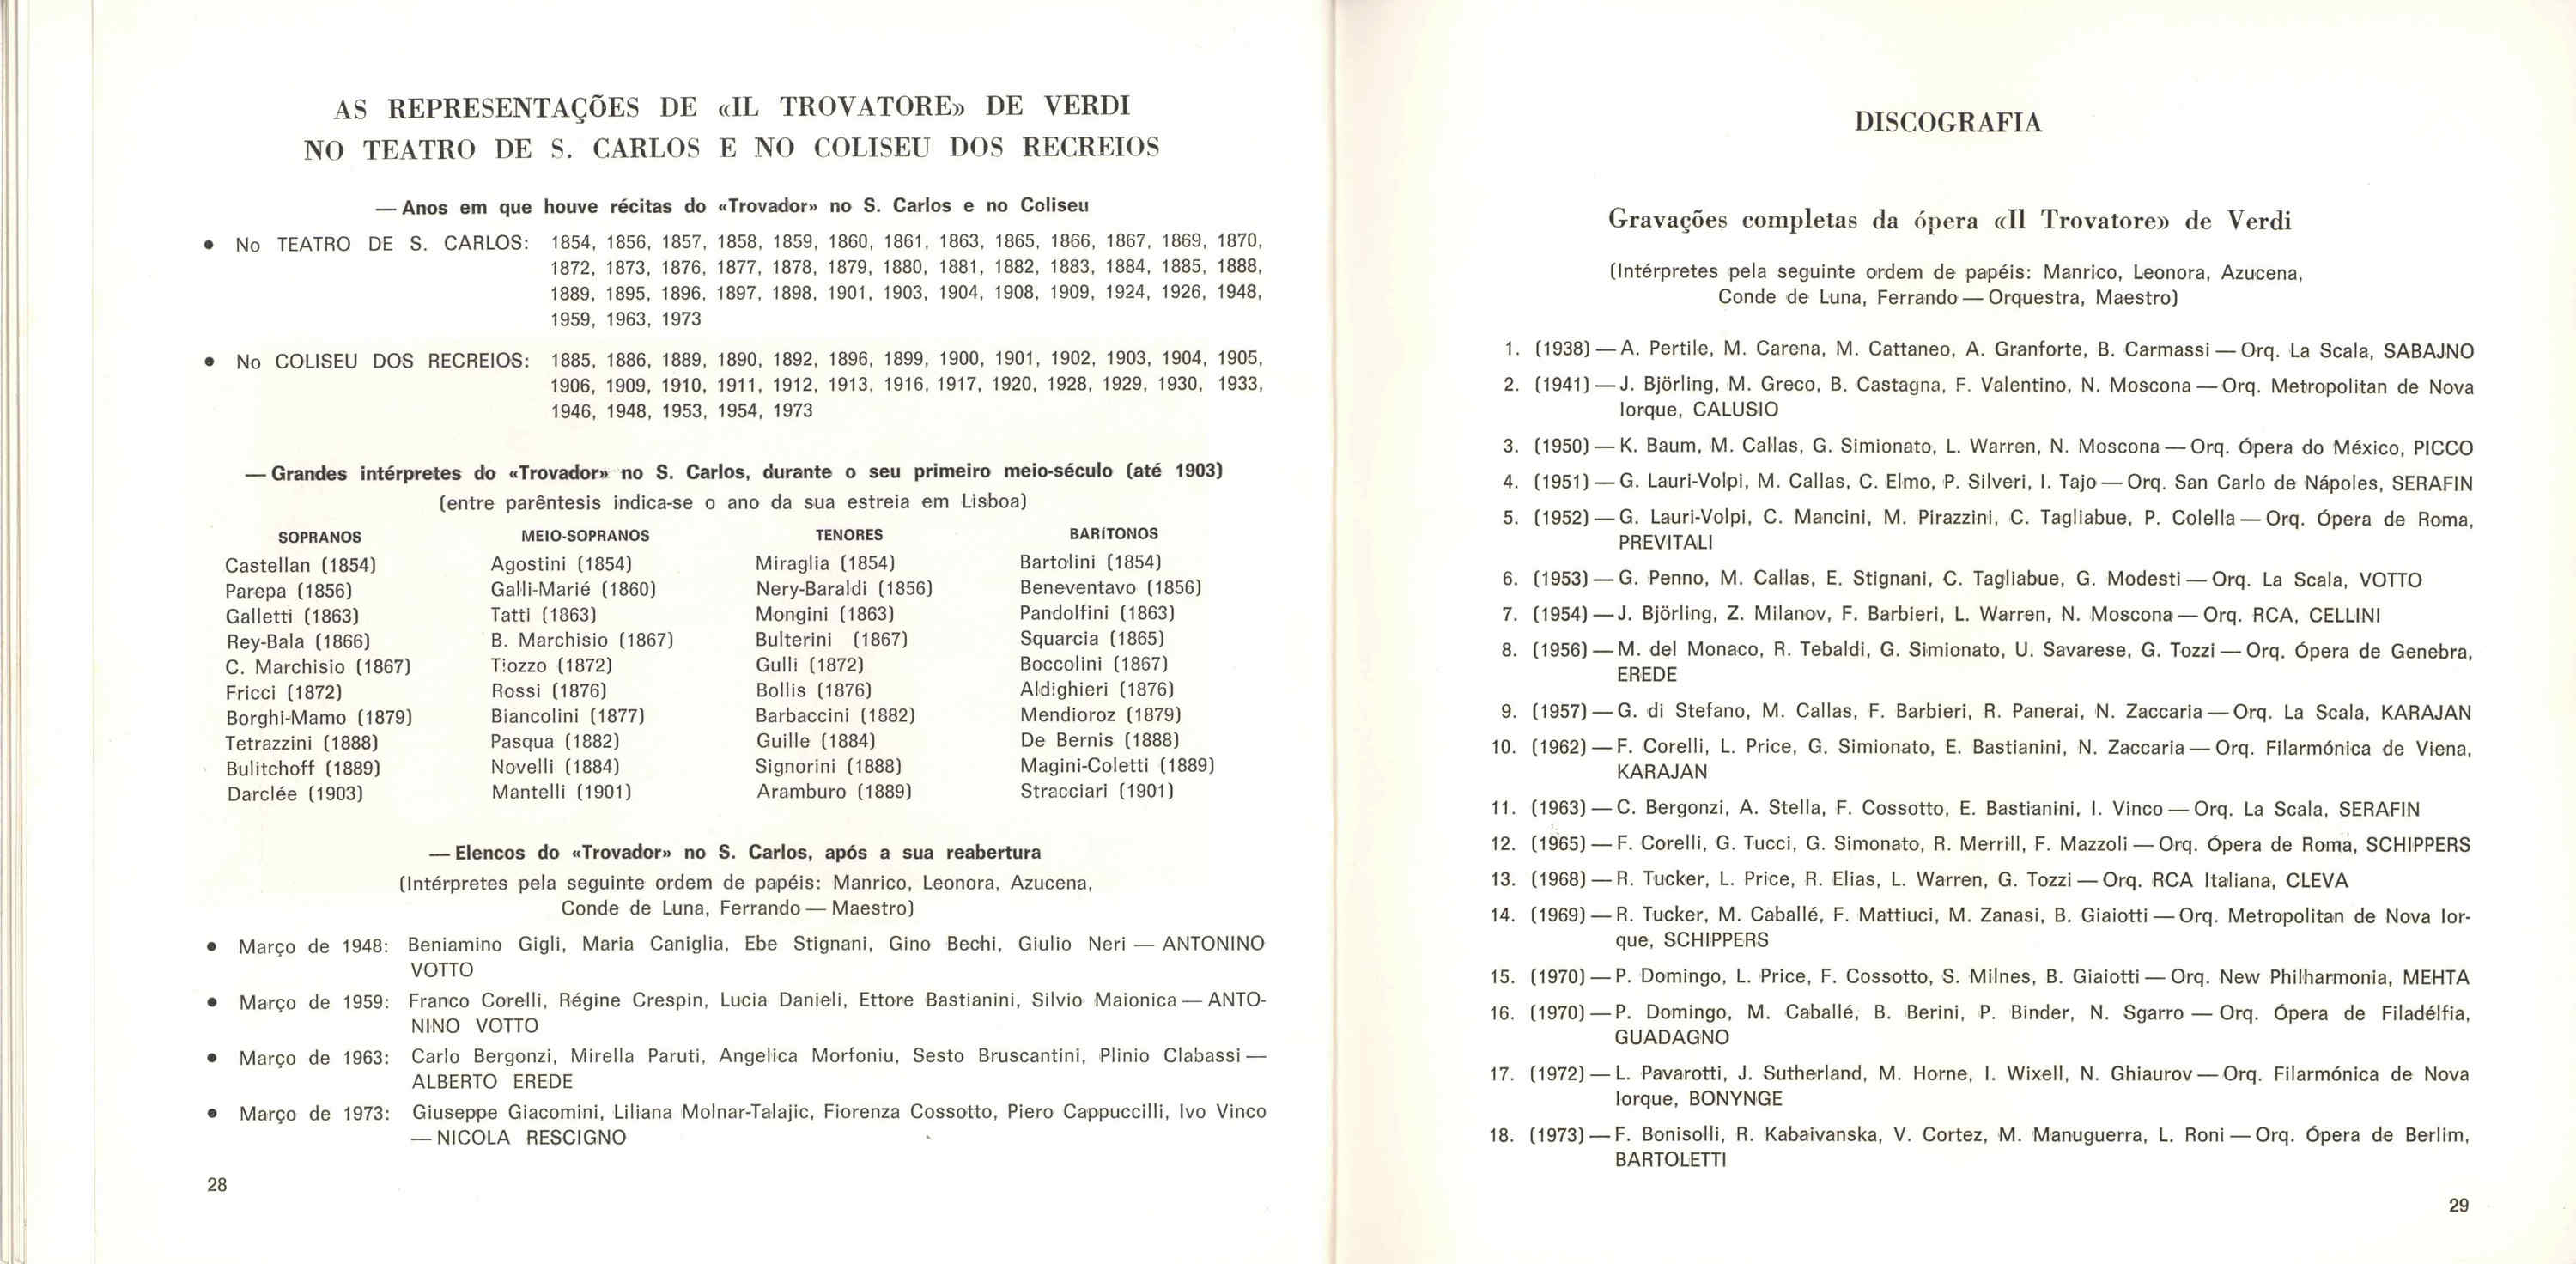 AS REPRESENTAÇÕES DE «IL TROVATORE» DE VERDI
NO TEATRO DE S. CARLOS E NO COLISEU DOS RECREIOS
— Anos em que houve récitas do «Trovador» no S. Carlos e no Coliseu
• No TEATRO DE S. CARLOS: 1854, 1856, 1857, 1858, 1859, 1860, 1861, 1863, 1865, 1866, 1867, 1869, 1870,
1872, 1873, 1876, 1877, 1878, 1879, 1880, 1881, 1882, 1883, 1884, 1885, 1888,
1889, 1895, 1896, 1897, 1898, 1901, 1903, 1904, 1908, 1909, 1924, 1926, 1948,
1959, 1963, 1973
• No COLISEU DOS RECREIOS: 1885, 1886, 1889, 1890, 1892, 1896, 1899, 1900, 1901, 1902, 1903, 1904, 1905,
1906, 1909, 1910, 1911, 1912, 1913, 1916, 1917, 1920, 1928, 1929, 1930, 1933,
1946, 1948, 1953, 1954, 1973
— Grandes intérpretes do «Trovador» no S. Carlos, durante o seu primeiro meio-século (até 1903)
(entre parêntesis indica-se o ano da sua estreia em Lisboa)
SOPRANOS MEIO-SOPRANOS TENORES BARÍTONOS
Castellan (1854) Agostini (1854) Miraglia (1854) Bartolini (1854)
Parepa (1856) Galli-Marié (1860) Nery-Baraldi (1856) Beneventavo (1856)
Galletti (1863) Tatti (1863) Mongini (1863) Pandolfini (1863)
Rey-Bala (1866) B. Marchisio (1867) Bulterini (1867) Squarcia (1865)
C. Marchisio (1867) Tiozzo (1872) Gulli (1872) Boccolini (1867)
Fricci (1872) Rossi (1876) Bollis (1876) Aldighieri (1876)
Borghi-Mamo (1879) Biancolini (1877) Barbaccini (1882) Mendioroz (1879)
Tetrazzini (1888) Pasqua (1882) Guille (1884) De Bernis (1888)
Bulitchoff (1889) Novelli (1884) Signorini (1888) Magini-Coletti (1889)
Darclée (1903) Mantelli (1901) Aramburo (1889) Stracciari (1901)
— Elencos do «Trovador» no S. Carlos, após a sua reabertura
(Intérpretes pela seguinte ordem de papéis: Manrico, Leonora, Azucena,
Conde de Luna, Ferrando — Maestro)
• Março de 1948: Beniamino Gigli, Maria Caniglia, Ebe Stignani, Gino Bechi, Giulio Neri — ANTONINO
VOTTO
• Março de 1959: Franco Corelli, Régine Crespin, Lucia Danieli, Ettore Bastianini, Silvio Maionica — ANTO-
NINO VOTTO
• Março de 1963: Carlo Bergonzi, Mirella Paruti, Angelica Morfoniu, Sesto Bruscantini, Plinio Clabassi —
ALBERTO EREDE
• Março de 1973: Giuseppe Giacomini, Liliana Molnar-Talajic, Fiorenza Cossotto, Piero Cappuccilli, Ivo Vinco
— NICOLA RESCIGNO
28
DISCOGRAFIA
Gravações completas da ópera «Il Trovatore» de Verdi
(Intérpretes pela seguinte ordem de papéis: Manrico, Leonora, Azucena,
Conde de Luna, Ferrando — Orquestra, Maestro)
1. (1938) — A. Pertile, M. Carena, M. Cattaneo, A. Granforte, B. Carmassi — Orq. La Scala, SABAJNO
2. (1941) — J. Björling, M. Greco, B. Castagna, F. Valentino, N. Moscona — Orq. Metropolitan de Nova
Iorque, CALUSIO
3. (1950) — K. Baum, M. Callas, G. Simionato, L. Warren, N. Moscona — Orq. Ópera do México, PICCO
4. (1951) — G. Lauri-Volpi, M. Callas, C. Elmo, P. Silveri, I. Tajo — Orq. San Carlo de Nápoles, SERAFIN
5. (1952) — G. Lauri-Volpi, C. Mancini, M. Pirazzini, C. Tagliabue, P. Colella — Orq. Ópera de Roma,
PREVITALI
6. (1953) — G. Penno, M. Callas, E. Stignani, C. Tagliabue, G. Modesti — Orq. La Scala, VOTTO
7. (1954) — J. Björling, Z. Milanov, F. Barbieri, L. Warren, N. Moscona — Orq. RCA, CELLINI
8. (1956) — M. del Monaco, R. Tebaldi, G. Simionato, U. Savarese, G. Tozzi — Orq. Ópera de Genebra,
EREDE
9. (1957) — G. di Stefano, M. Callas, F. Barbieri, R. Panerai, N. Zaccaria — Orq. La Scala, KARAJAN
10. (1962) — F. Corelli, L. Price, G. Simionato, E. Bastianini, N. Zaccaria — Orq. Filarmónica de Viena,
KARAJAN
11. (1963) — C. Bergonzi, A. Stella, F. Cossotto, E. Bastianini, I. Vinco — Orq. La Scala, SERAFIN
12. (1965) — F. Corelli, G. Tucci, G. Simonato, R. Merrill, F. Mazzoli — Orq. Ópera de Roma, SCHIPPERS
13. (1968) — R. Tucker, L. Price, R. Elias, L. Warren, G. Tozzi — Orq. RCA Italiana, CLEVA
14. (1969) — R. Tucker, M. Caballé, F. Mattiuci, M. Zanasi, B. Giaiotti — Orq. Metropolitan de Nova Ior-
que, SCHIPPERS
15. (1970) — P. Domingo, L. Price, F. Cossotto, S. Milnes, B. Giaiotti — Orq. New Philharmonia, MEHTA
16. (1970) — P. Domingo, M. Caballé, B. Berini, P. Binder, N. Sgarro — Orq. Ópera de Filadélfia,
GUADAGNO
17. (1972) — L. Pavarotti, J. Sutherland, M. Horne, I. Wixell, N. Ghiaurov — Orq. Filarmónica de Nova
Iorque, BONYNGE
18. (1973) — F. Bonisolli, R. Kabaivanska, V. Cortez, M. Manuguerra, L. Roni — Orq. Ópera de Berlim,
BARTOLETTI
29